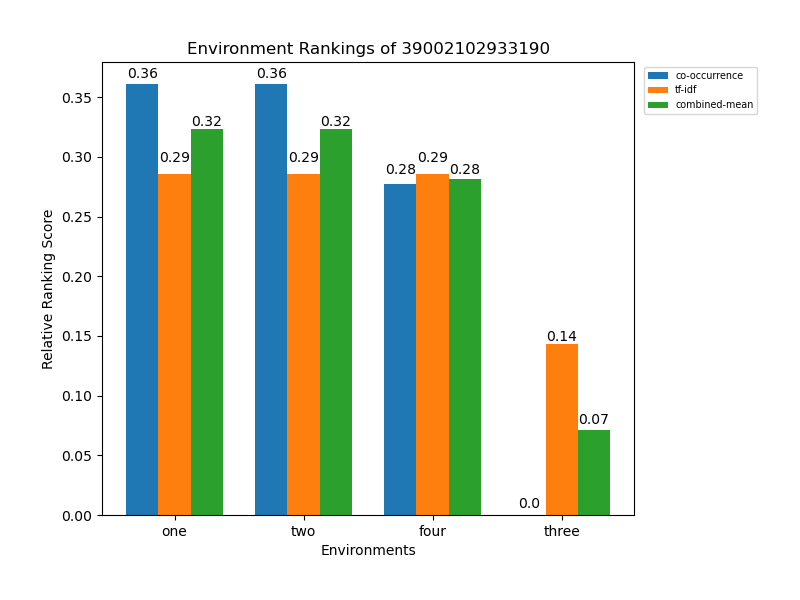 Environment Rankings of 39002102933190
co-occurrence
tf-idf
combined-mean
Relative Ranking Score
0.35
0.30
0.25
0.20
0.15
0.10
0.05
0.00
0.36
0.29
0.32
0.36
0.29
0.32
0.28
0.29
0.28
0.0
0.14
0.07
one two four three
Environments